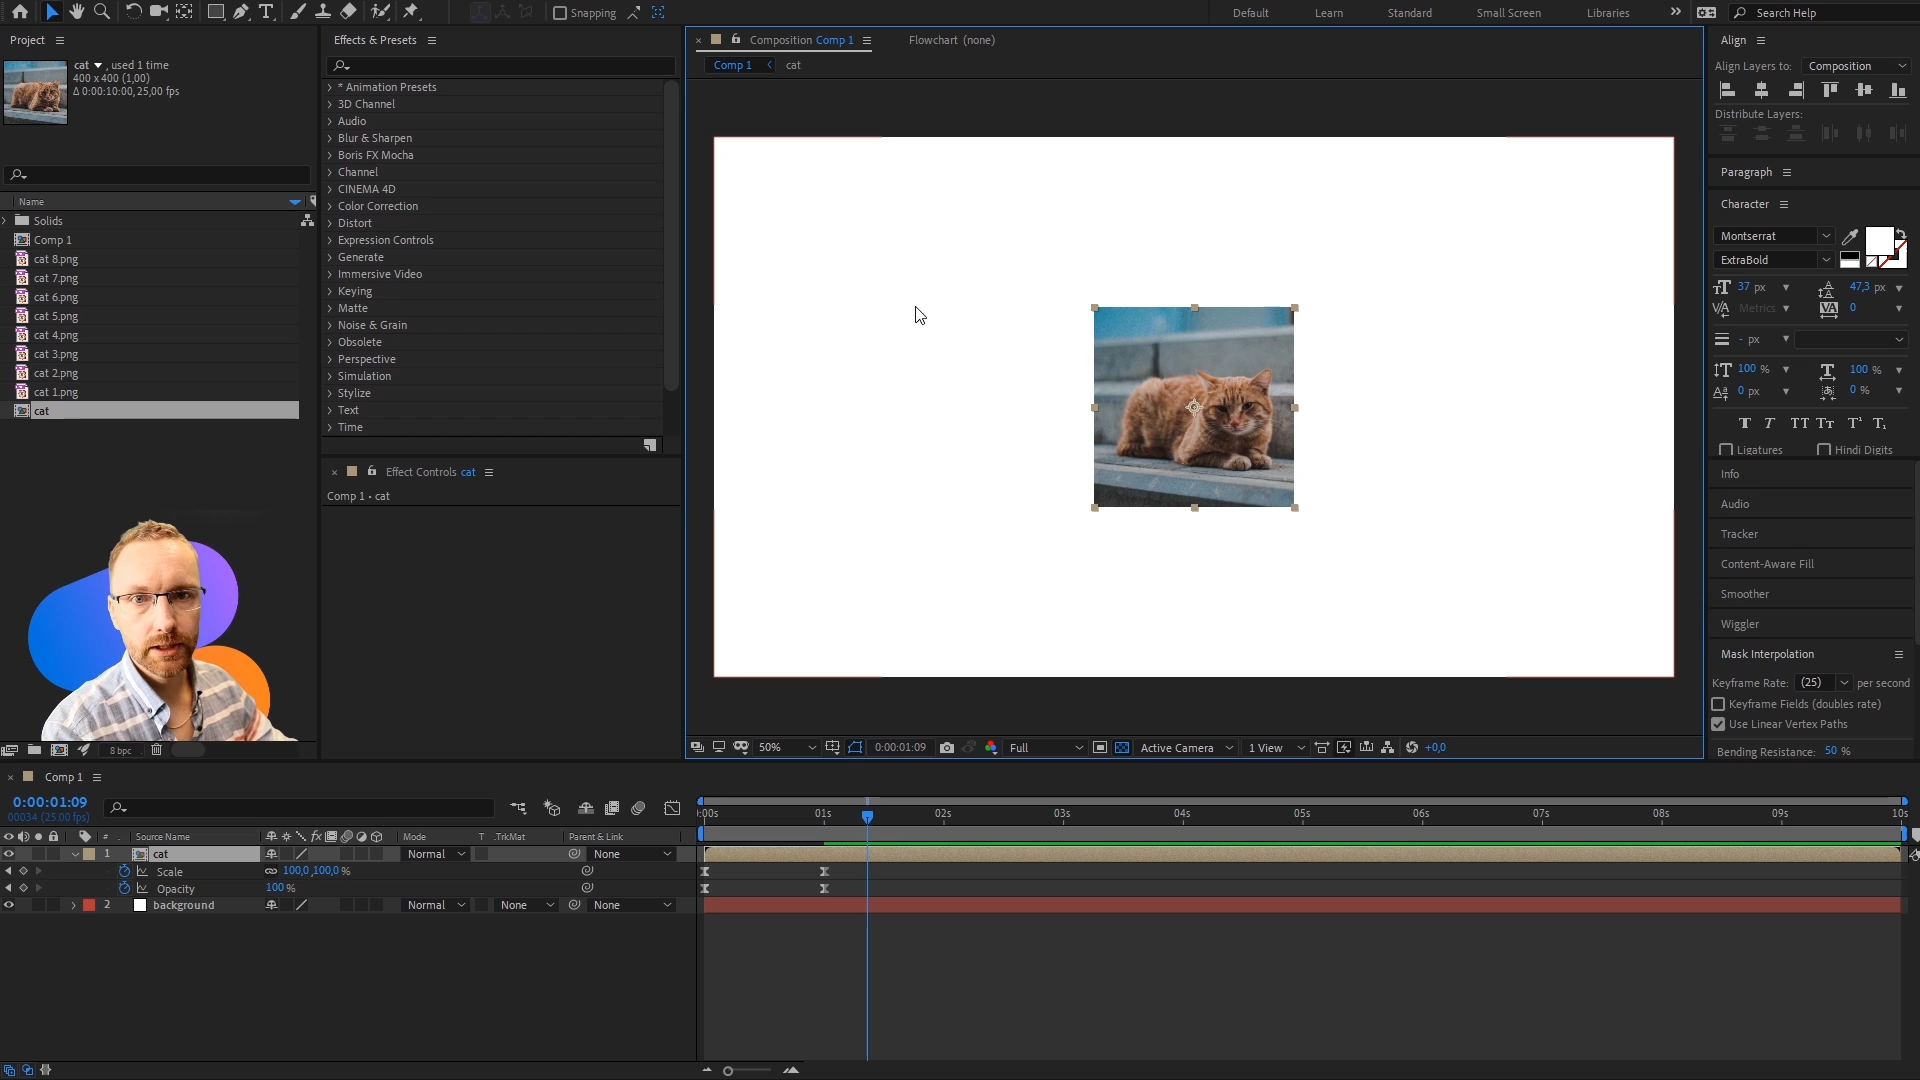 Snapping
Default
Learn
Standard
Small Screen
Libraries
Search Help
Project
cat , used 1 time
400 x 400 (1,00)
Δ 0:00:10:00, 25,00 fps
Name
Solids
Comp 1
cat 8.png
cat 7.png
cat 6.png
cat 5.png
cat 4.png
cat 3.png
cat 2.png
cat 1.png
cat
8 bpc
Effects & Presets
* Animation Presets
3D Channel
Audio
Blur & Sharpen
Boris FX Mocha
Channel
CINEMA 4D
Color Correction
Distort
Expression Controls
Generate
Immersive Video
Keying
Matte
Noise & Grain
Obsolete
Perspective
Simulation
Stylize
Text
Time
Effect Controls cat
Comp 1 • cat
Composition Comp 1
Flowchart (none)
Comp 1
cat
50%
0:00:01:09
Full
Active Camera
1 View
+0,0
Align
Align Layers to: Composition
Distribute Layers:
Paragraph
Character
Montserrat
ExtraBold
37 px
47,3 px
Metrics
0
- px
100 %
100 %
0 px
0 %
Ligatures
Hindi Digits
Info
Audio
Tracker
Content-Aware Fill
Smoother
Wiggler
Mask Interpolation
Keyframe Rate: (25) per second
Keyframe Fields (doubles rate)
Use Linear Vertex Paths
Bending Resistance: 50 %
Comp 1
0:00:01:09
00034 (25.00 fps)
:00s 01s 02s 03s 04s 05s 06s 07s 08s 09s 10s
# Source Name Mode T .TrkMat Parent & Link
1 cat Normal None
Scale 100,0,100,0 %
Opacity 100 %
2 background Normal None None